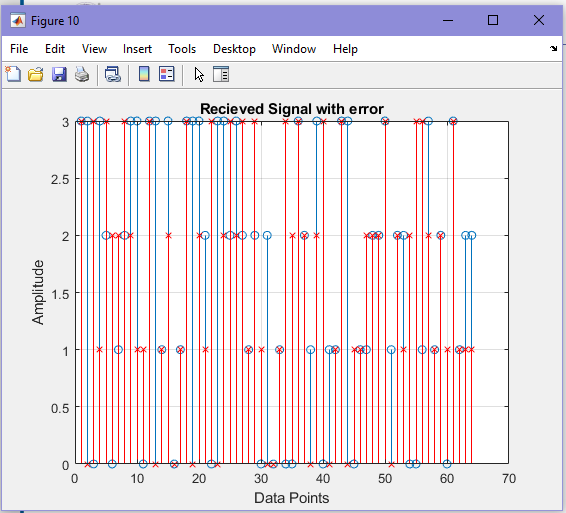 Figure 10
File Edit View Insert Tools Desktop Window Help
Recieved Signal with error
3
2.5
2
1.5
1
0.5
0
Amplitude
0 10 20 30 40 50 60 70
Data Points